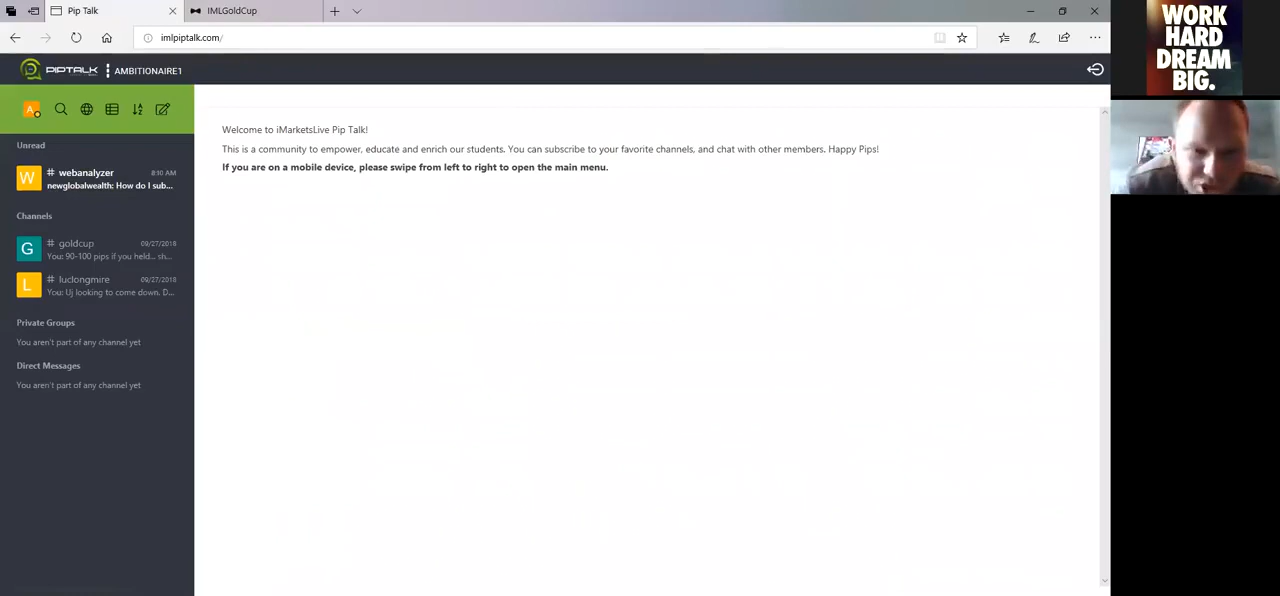 Pip Talk
IMLGoldCup
imlpiptalk.com/
PIPTALK
AMBITIONAIRE1
A
Unread
W
# webanalyzer 8:10 AM
newglobalwealth: How do I sub...
Channels
G
# goldcup 09/27/2018
You: 90-100 pips if you held... sh...
L
# luclongmire 09/27/2018
You: Uj looking to come down. D...
Private Groups
You aren't part of any channel yet
Direct Messages
You aren't part of any channel yet
Welcome to iMarketsLive Pip Talk!
This is a community to empower, educate and enrich our students. You can subscribe to your favorite channels, and chat with other members. Happy Pips!
If you are on a mobile device, please swipe from left to right to open the main menu.
WORK
HARD
DREAM
BIG.